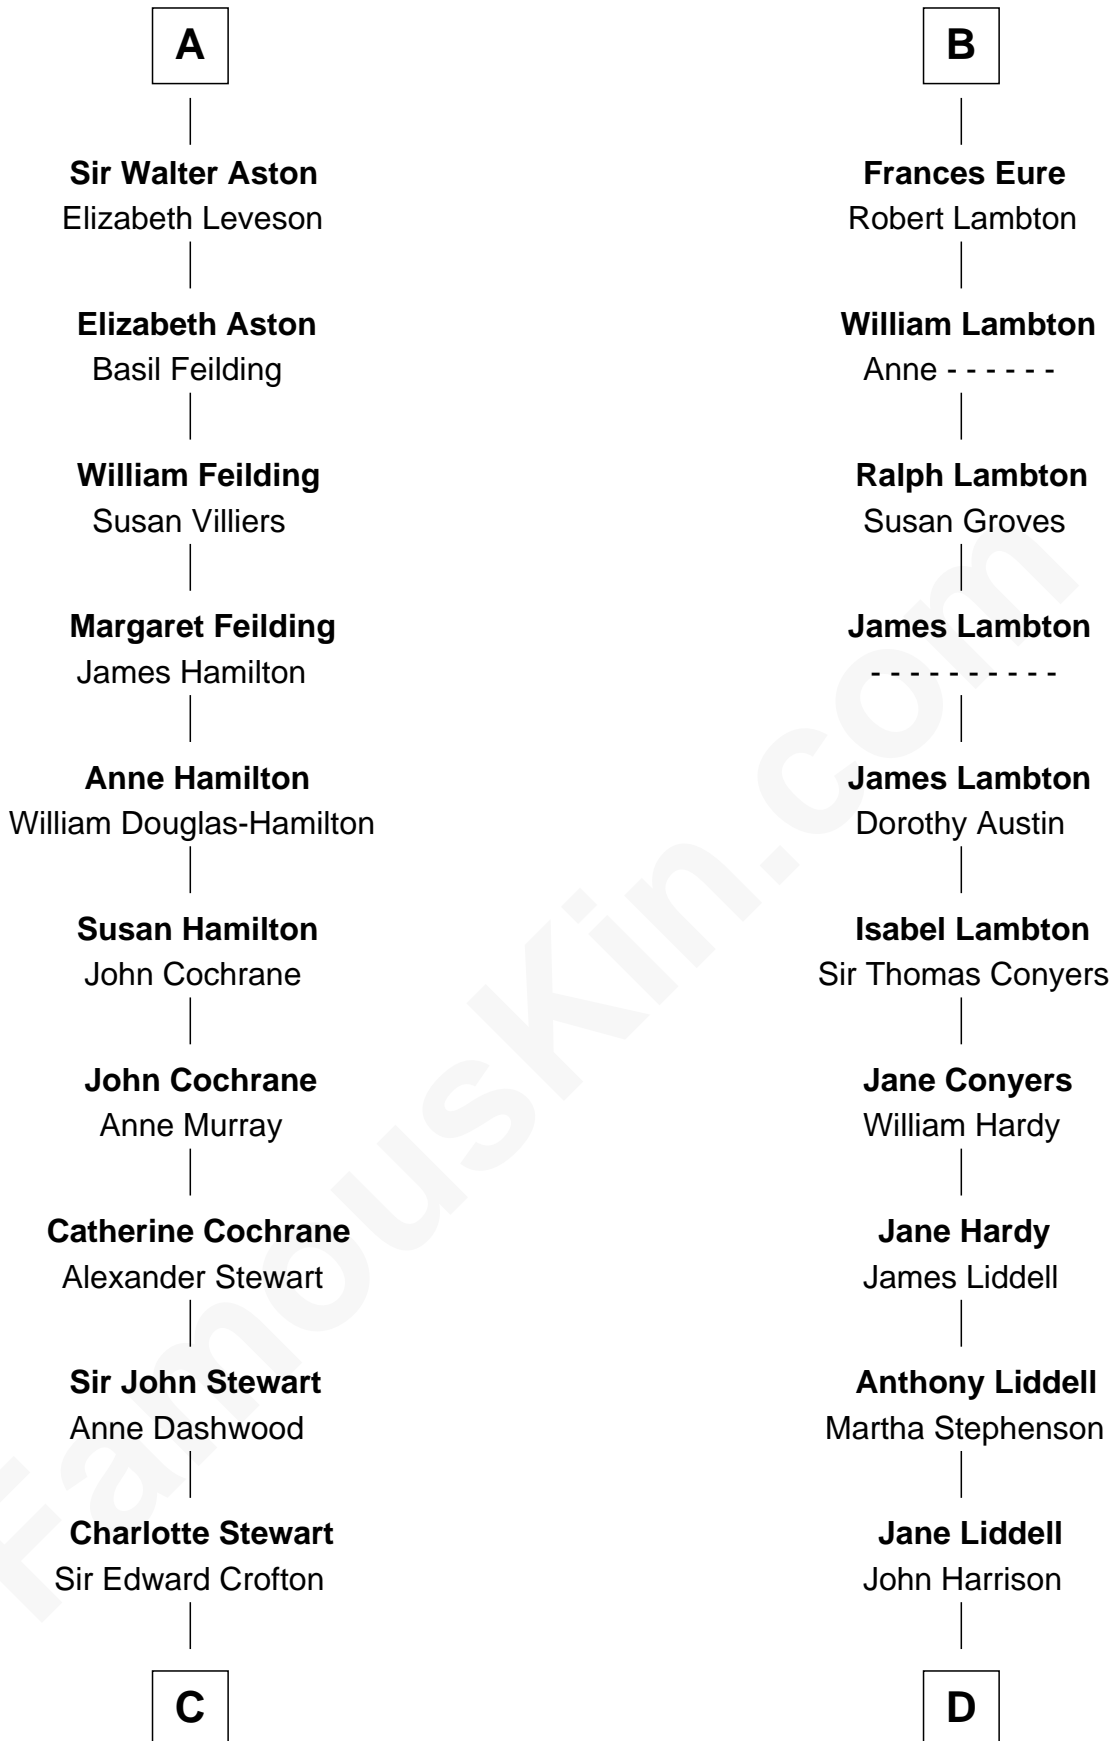 A
Sir Walter Aston
Elizabeth Leveson
Elizabeth Aston
Basil Feilding
William Feilding
Susan Villiers
Margaret Feilding
James Hamilton
Anne Hamilton
William Douglas-Hamilton
Susan Hamilton
John Cochrane
John Cochrane
Anne Murray
Catherine Cochrane
Alexander Stewart
Sir John Stewart
Anne Dashwood
Charlotte Stewart
Sir Edward Crofton
C
B
Frances Eure
Robert Lambton
William Lambton
Anne - - - - - -
Ralph Lambton
Susan Groves
James Lambton
- - - - - - - - - -
James Lambton
Dorothy Austin
Isabel Lambton
Sir Thomas Conyers
Jane Conyers
William Hardy
Jane Hardy
James Liddell
Anthony Liddell
Martha Stephenson
Jane Liddell
John Harrison
D
FamousKin.com